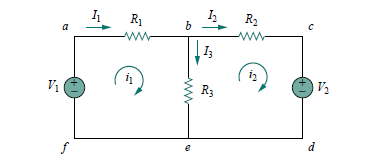 a I₁ R₁ b I₂ R₂ c
I₃
V₁ + − i₁ R₃ i₂ + − V₂
f e d